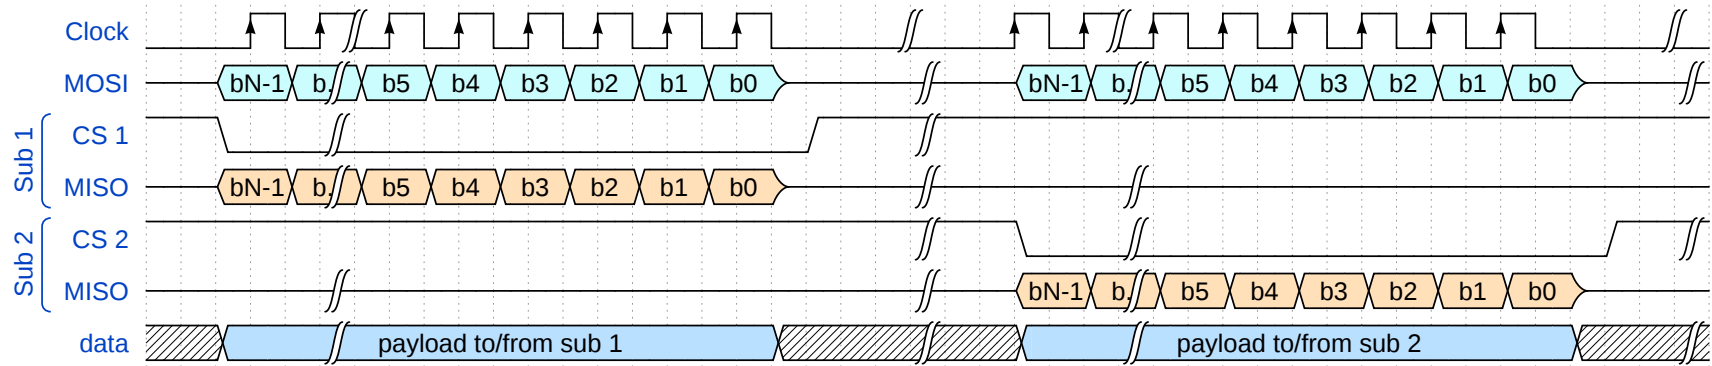 Clock
MOSI bN-1 b. b5 b4 b3 b2 b1 b0 bN-1 b. b5 b4 b3 b2 b1 b0
Sub 1
CS 1
MISO bN-1 b. b5 b4 b3 b2 b1 b0
Sub 2
CS 2
MISO bN-1 b. b5 b4 b3 b2 b1 b0
data payload to/from sub 1 payload to/from sub 2